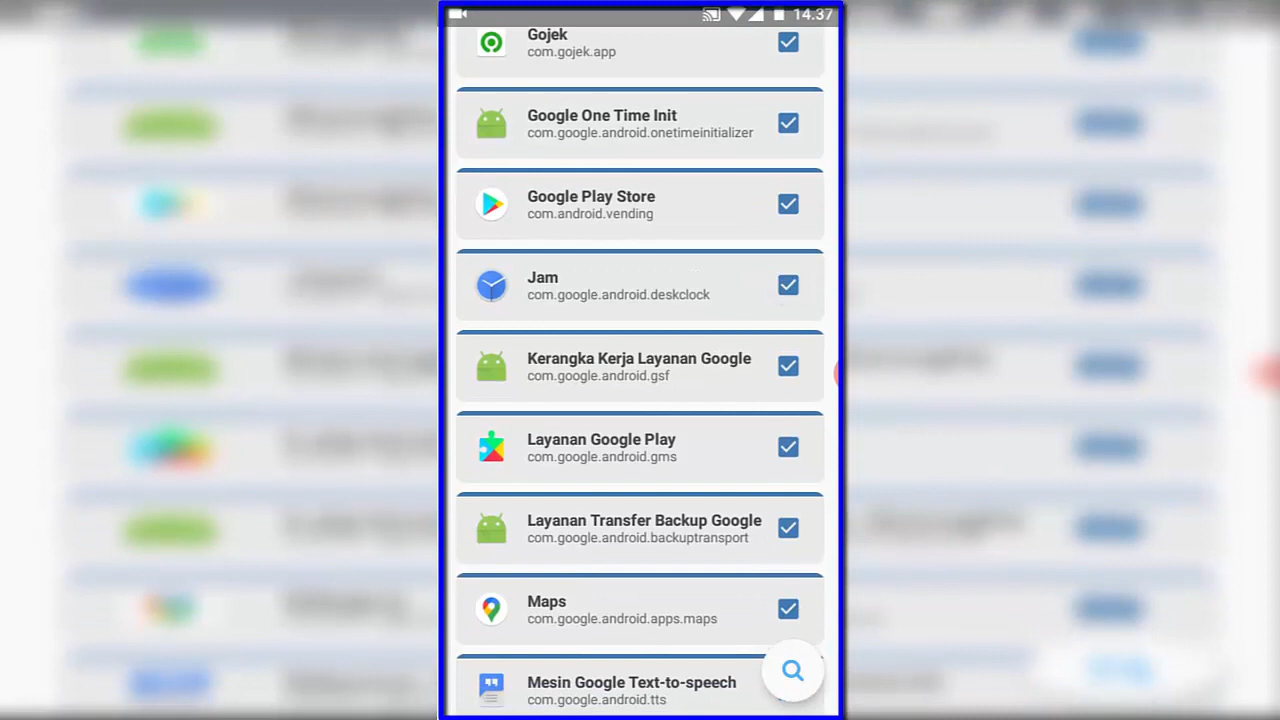 14.37
Gojek
com.gojek.app
Google One Time Init
com.google.android.onetimeinitializer
Google Play Store
com.android.vending
Jam
com.google.android.deskclock
Kerangka Kerja Layanan Google
com.google.android.gsf
Layanan Google Play
com.google.android.gms
Layanan Transfer Backup Google
com.google.android.backuptransport
Maps
com.google.android.apps.maps
Mesin Google Text-to-speech
com.google.android.tts